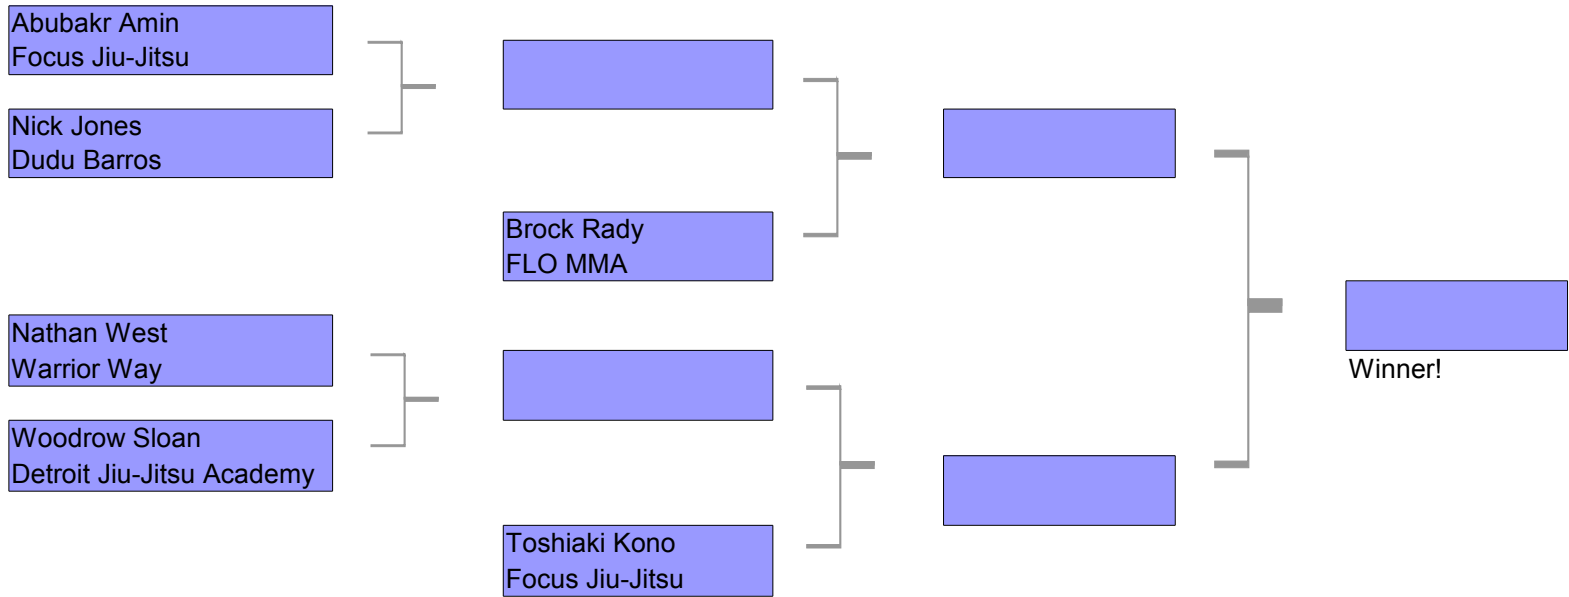 Abubakr Amin
Focus Jiu-Jitsu
Nick Jones
Dudu Barros
Brock Rady
FLO MMA
Nathan West
Warrior Way
Woodrow Sloan
Detroit Jiu-Jitsu Academy
Toshiaki Kono
Focus Jiu-Jitsu
Winner!